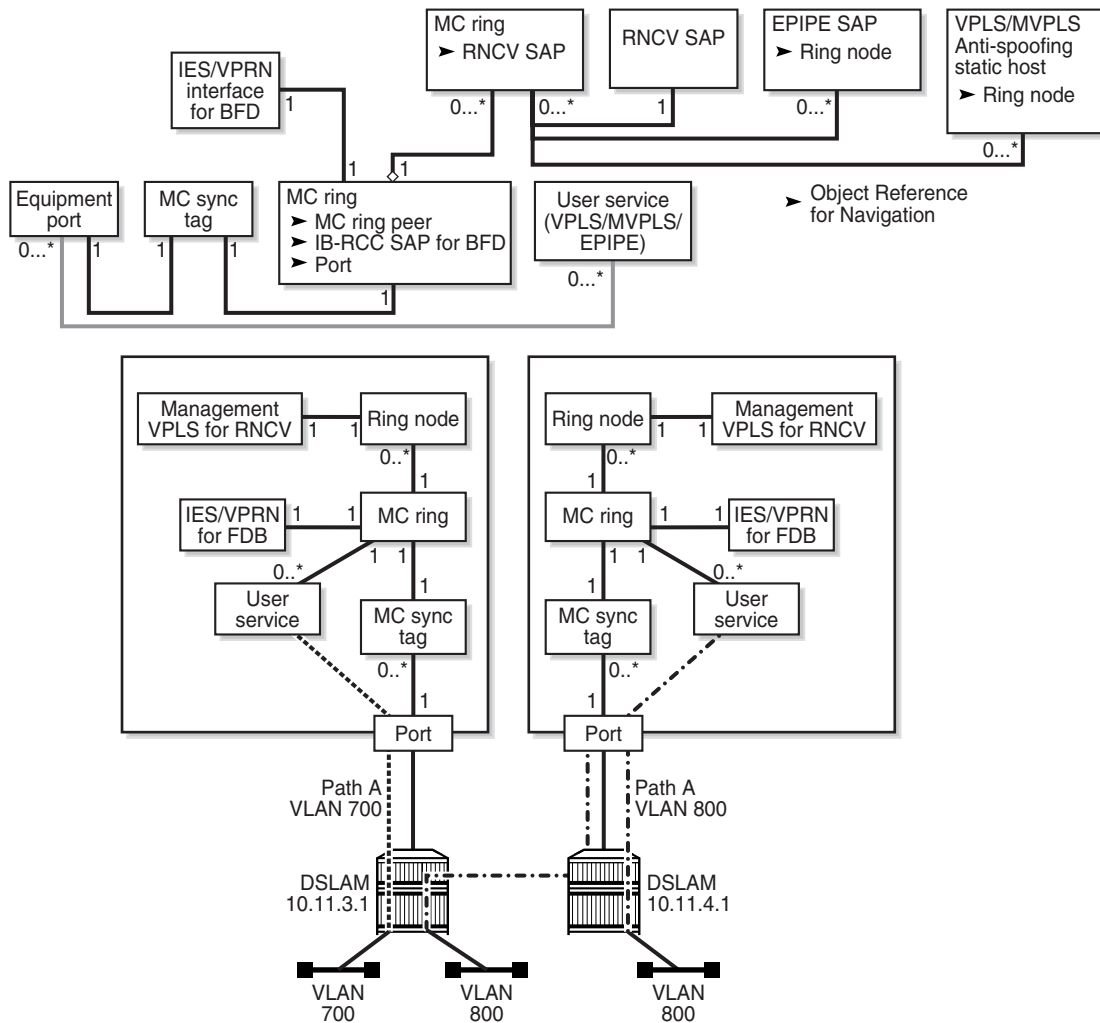 MC ring
➤ RNCV SAP
RNCV SAP
EPIPE SAP
➤ Ring node
VPLS/MVPLS
Anti-spoofing
static host
➤ Ring node
IES/VPRN
interface
for BFD
1
0...*
0...*
1
0...*
0...*
1
1
Equipment
port
MC sync
tag
MC ring
➤ MC ring peer
➤ IB-RCC SAP for BFD
➤ Port
User service
(VPLS/MVPLS/
EPIPE)
➤ Object Reference
for Navigation
0...*
1
1
1
1
0...*
Management
VPLS for RNCV
1
1
Ring node
0..*
1
IES/VPRN
for FDB
1
1
MC ring
1
1
0..*
1
User
service
MC sync
tag
0..*
1
Port
Ring node
1
1
Management
VPLS for RNCV
0..*
1
MC ring
1
1
IES/VPRN
for FDB
1
1
1
0..*
MC sync
tag
User
service
0..*
1
Port
Path A
VLAN 700
Path A
VLAN 800
DSLAM
10.11.3.1
DSLAM
10.11.4.1
VLAN
700
VLAN
800
VLAN
800